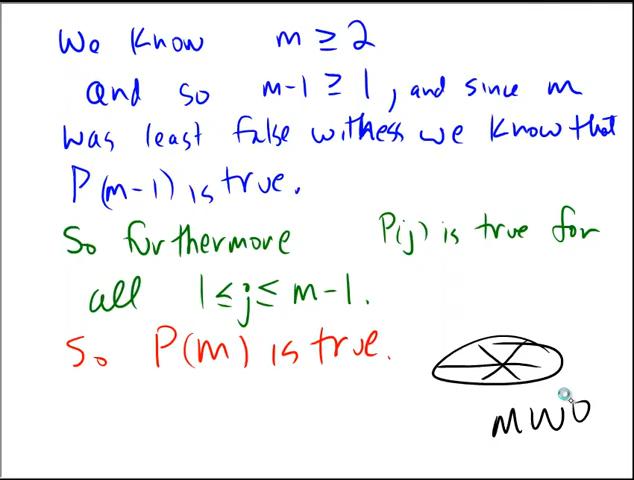 We know m ≥ 2
and so m-1 ≥ 1, and since m
was least false witness we know that
P(m-1) is true.
So furthermore P(j) is true for
all 1 ≤ j ≤ m-1.
So P(m) is true.
MWO